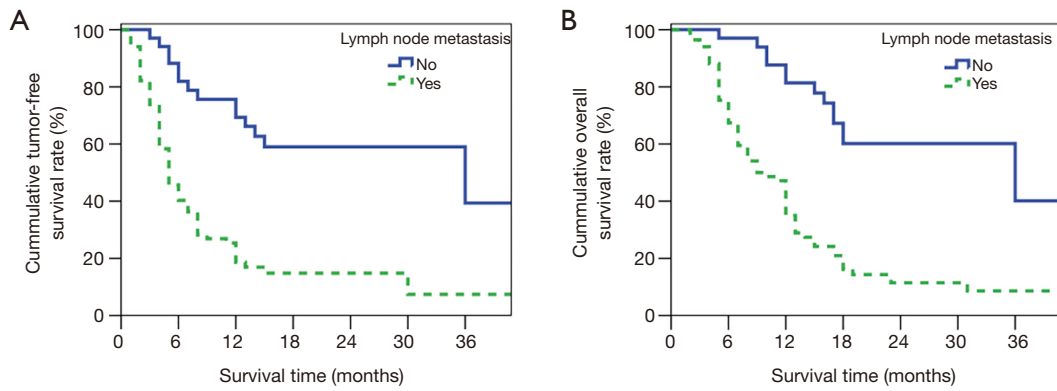 A
Cummulative tumor-free
survival rate (%)
100
80
60
40
20
0
Lymph node metastasis
No
Yes
0 6 12 18 24 30 36
Survival time (months)
B
Cummulative overall
survival rate (%)
100
80
60
40
20
0
Lymph node metastasis
No
Yes
0 6 12 18 24 30 36
Survival time (months)